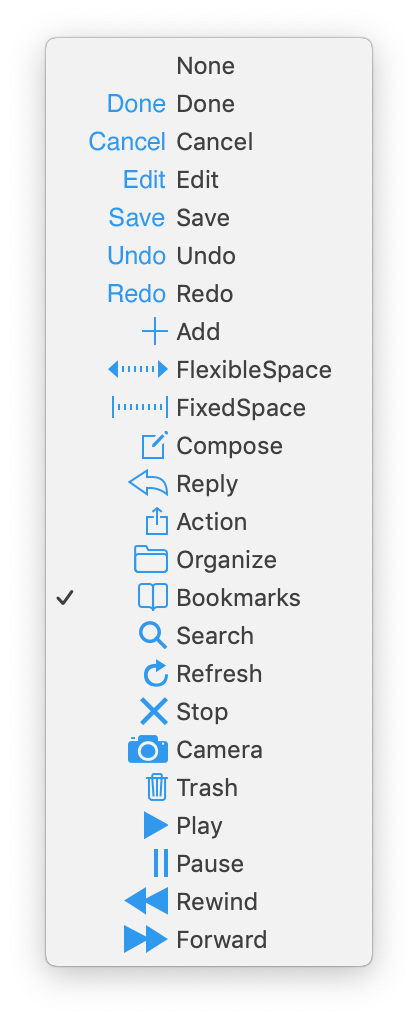 None
Done Done
Cancel Cancel
Edit Edit
Save Save
Undo Undo
Redo Redo
Add
FlexibleSpace
FixedSpace
Compose
Reply
Action
Organize
Bookmarks
Search
Refresh
Stop
Camera
Trash
Play
Pause
Rewind
Forward